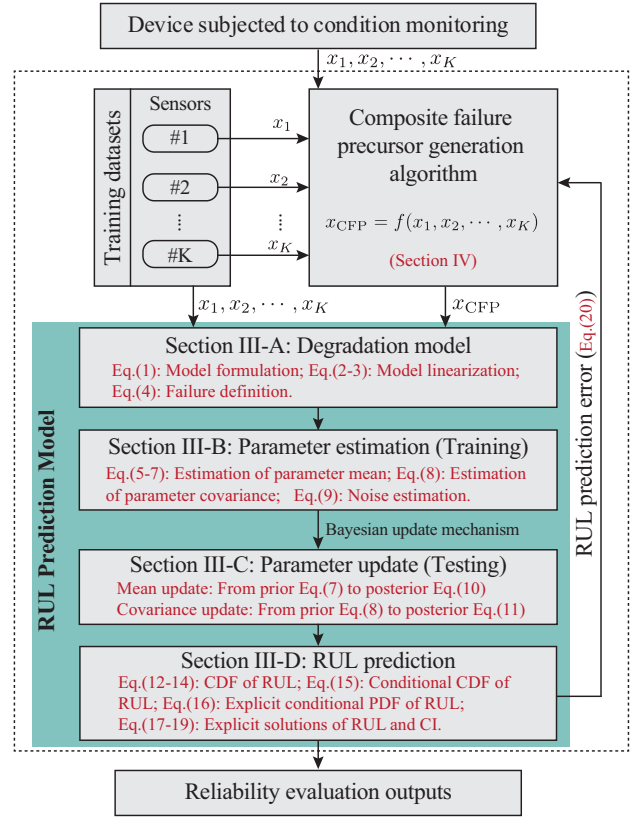 Device subjected to condition monitoring
x₁, x₂, ⋯, x_K
Training datasets
Sensors
#1
x₁
#2
x₂
⋮
⋮
#K
x_K
Composite failure
precursor generation
algorithm
x_CFP = f(x₁, x₂, ⋯, x_K)
(Section IV)
x₁, x₂, ⋯, x_K
x_CFP
RUL Prediction Model
Section III-A: Degradation model
Eq.(1): Model formulation; Eq.(2-3): Model linearization;
Eq.(4): Failure definition.
Section III-B: Parameter estimation (Training)
Eq.(5-7): Estimation of parameter mean; Eq.(8): Estimation
of parameter covariance; Eq.(9): Noise estimation.
Bayesian update mechanism
Section III-C: Parameter update (Testing)
Mean update: From prior Eq.(7) to posterior Eq.(10)
Covariance update: From prior Eq.(8) to posterior Eq.(11)
Section III-D: RUL prediction
Eq.(12-14): CDF of RUL; Eq.(15): Conditional CDF of
RUL; Eq.(16): Explicit conditional PDF of RUL;
Eq.(17-19): Explicit solutions of RUL and CI.
RUL prediction error (Eq.(20))
Reliability evaluation outputs